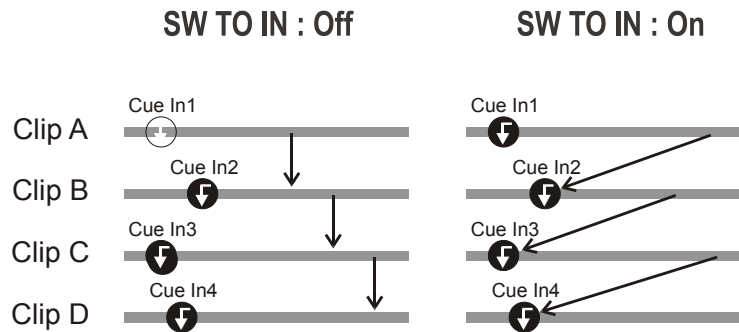 SW TO IN : Off
SW TO IN : On
Cue In1
Cue In1
Clip A
Cue In2
Cue In2
Clip B
Cue In3
Cue In3
Clip C
Cue In4
Cue In4
Clip D